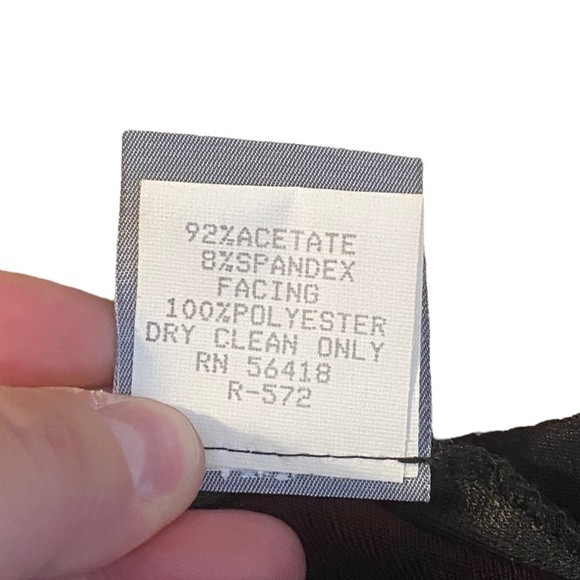 92%ACETATE
8%SPANDEX
FACING
100%POLYESTER
DRY CLEAN ONLY
RN 56418
R-572